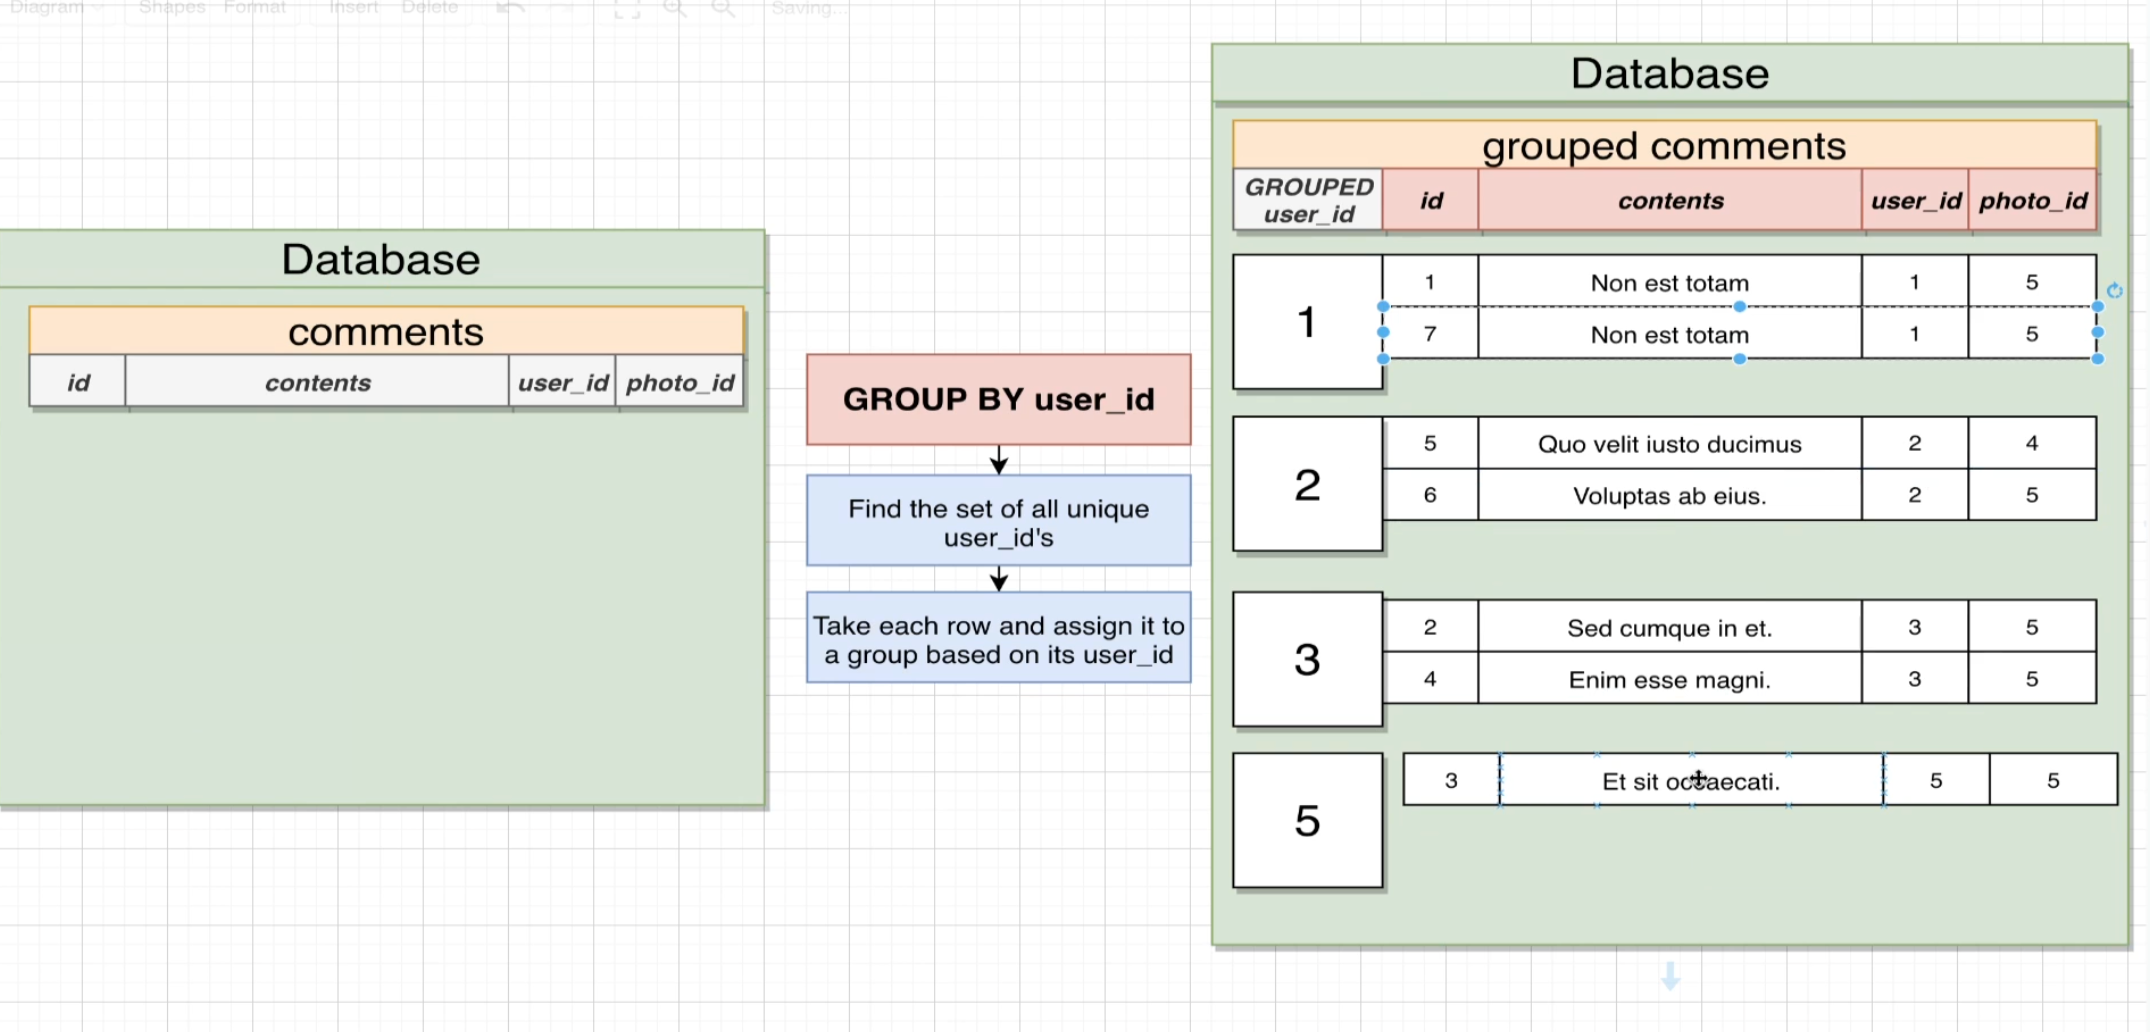 Diagram Shapes Format Insert Delete Saving...
Database
comments
id contents user_id photo_id
GROUP BY user_id
Find the set of all unique
user_id's
Take each row and assign it to
a group based on its user_id
Database
grouped comments
GROUPED
user_id
id contents user_id photo_id
1
1 Non est totam 1 5
7 Non est totam 1 5
2
5 Quo velit iusto ducimus 2 4
6 Voluptas ab eius. 2 5
3
2 Sed cumque in et. 3 5
4 Enim esse magni. 3 5
5
3 Et sit occaecati. 5 5